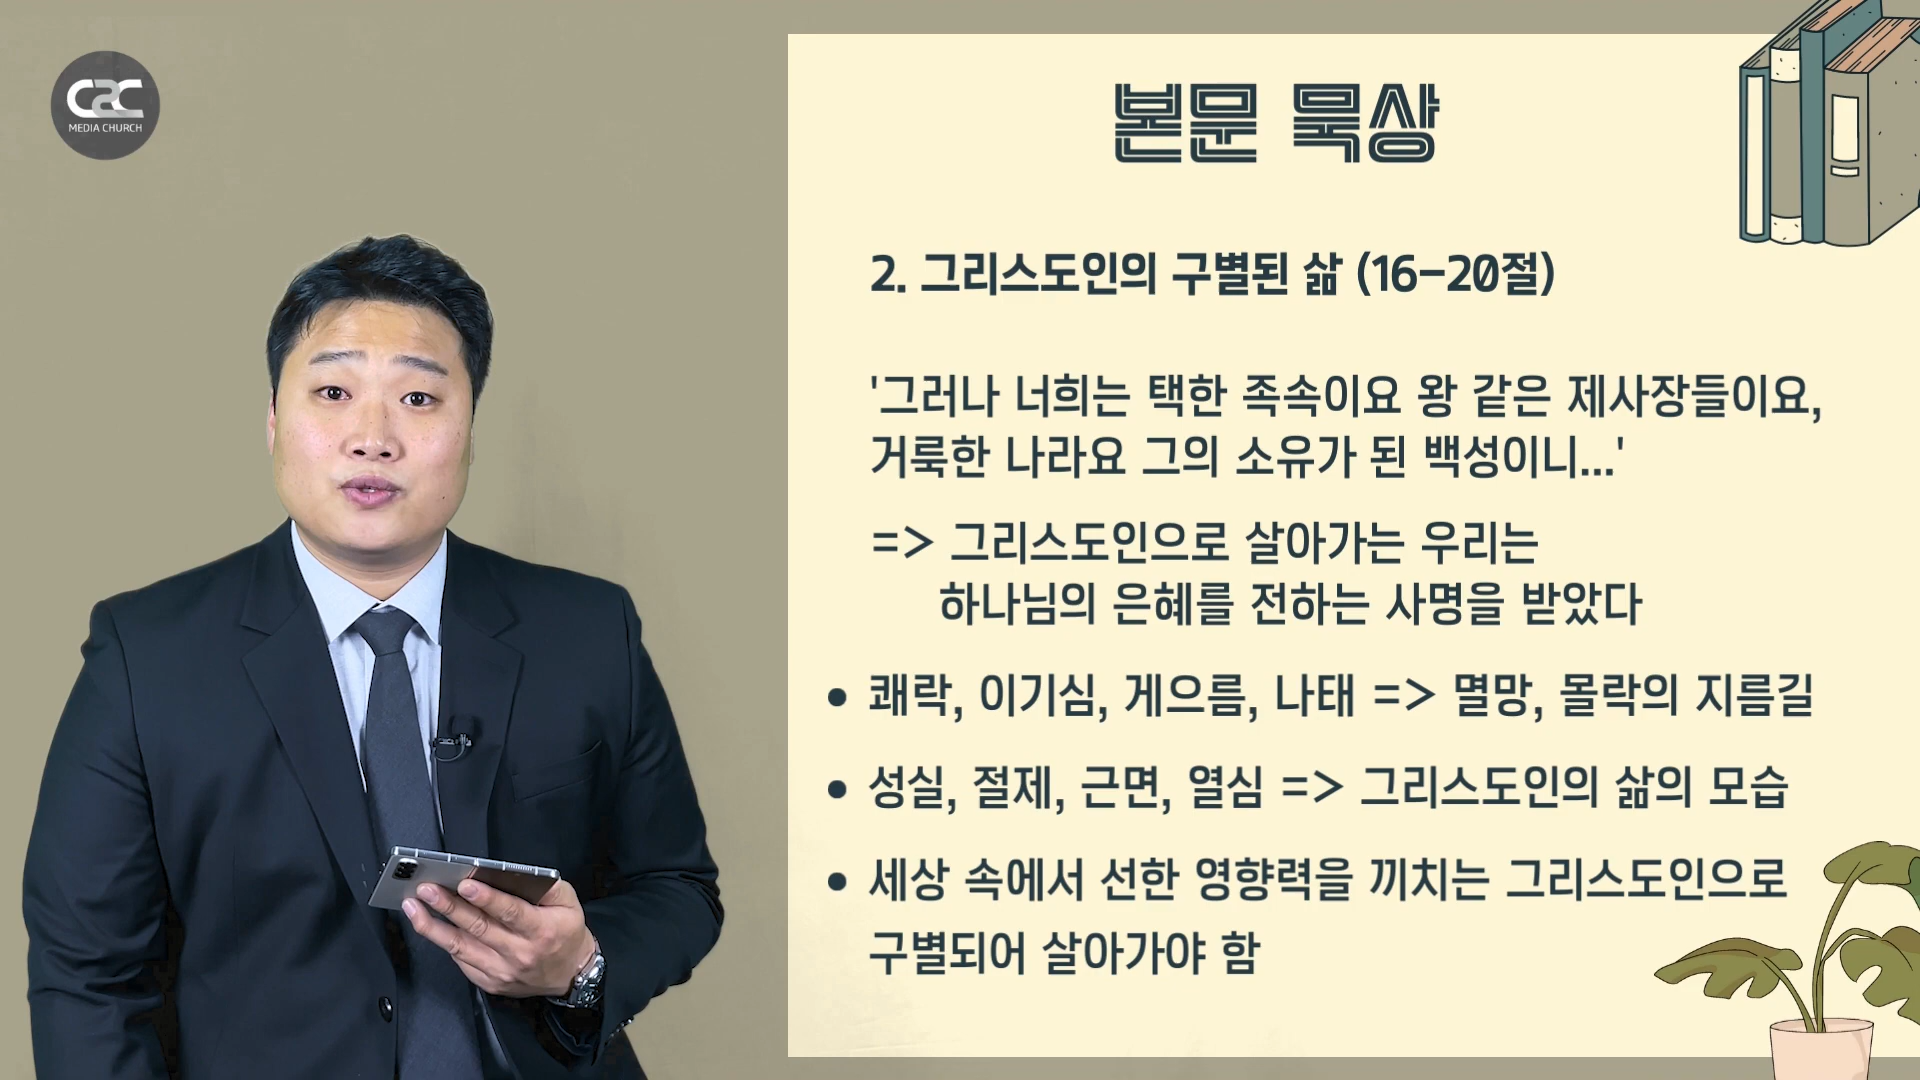 C2C
MEDIA CHURCH
본문 묵상
2. 그리스도인의 구별된 삶 (16-20절)
'그러나 너희는 택한 족속이요 왕 같은 제사장들이요,
거룩한 나라요 그의 소유가 된 백성이니...'
=> 그리스도인으로 살아가는 우리는
하나님의 은혜를 전하는 사명을 받았다
• 쾌락, 이기심, 게으름, 나태 => 멸망, 몰락의 지름길
• 성실, 절제, 근면, 열심 => 그리스도인의 삶의 모습
• 세상 속에서 선한 영향력을 끼치는 그리스도인으로
구별되어 살아가야 함